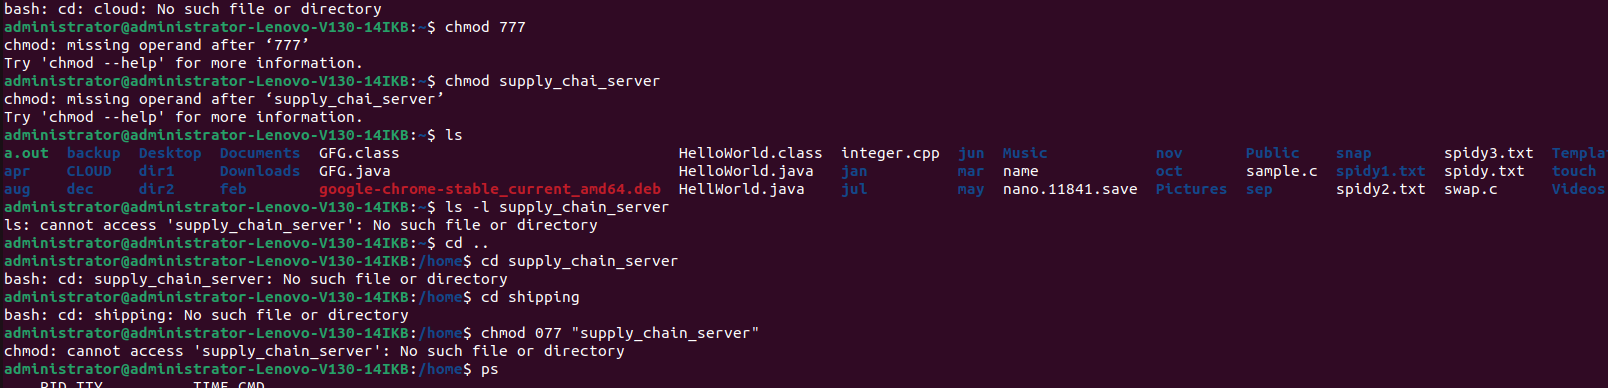 bash: cd: cloud: No such file or directory
administrator@administrator-Lenovo-V130-14IKB:~$ chmod 777
chmod: missing operand after ‘777’
Try 'chmod --help' for more information.
administrator@administrator-Lenovo-V130-14IKB:~$ chmod supply_chai_server
chmod: missing operand after ‘supply_chai_server’
Try 'chmod --help' for more information.
administrator@administrator-Lenovo-V130-14IKB:~$ ls
a.out backup Desktop Documents GFG.class HelloWorld.class integer.cpp jun Music nov Public snap spidy3.txt Templa
apr CLOUD dir1 Downloads GFG.java HelloWorld.java jan mar name oct sample.c spidy1.txt spidy.txt touch
aug dec dir2 feb google-chrome-stable_current_amd64.deb HellWorld.java jul may nano.11841.save Pictures sep spidy2.txt swap.c Videos
administrator@administrator-Lenovo-V130-14IKB:~$ ls -l supply_chain_server
ls: cannot access 'supply_chain_server': No such file or directory
administrator@administrator-Lenovo-V130-14IKB:~$ cd ..
administrator@administrator-Lenovo-V130-14IKB:/home$ cd supply_chain_server
bash: cd: supply_chain_server: No such file or directory
administrator@administrator-Lenovo-V130-14IKB:/home$ cd shipping
bash: cd: shipping: No such file or directory
administrator@administrator-Lenovo-V130-14IKB:/home$ chmod 077 "supply_chain_server"
chmod: cannot access 'supply_chain_server': No such file or directory
administrator@administrator-Lenovo-V130-14IKB:/home$ ps
PID TTY TIME CMD